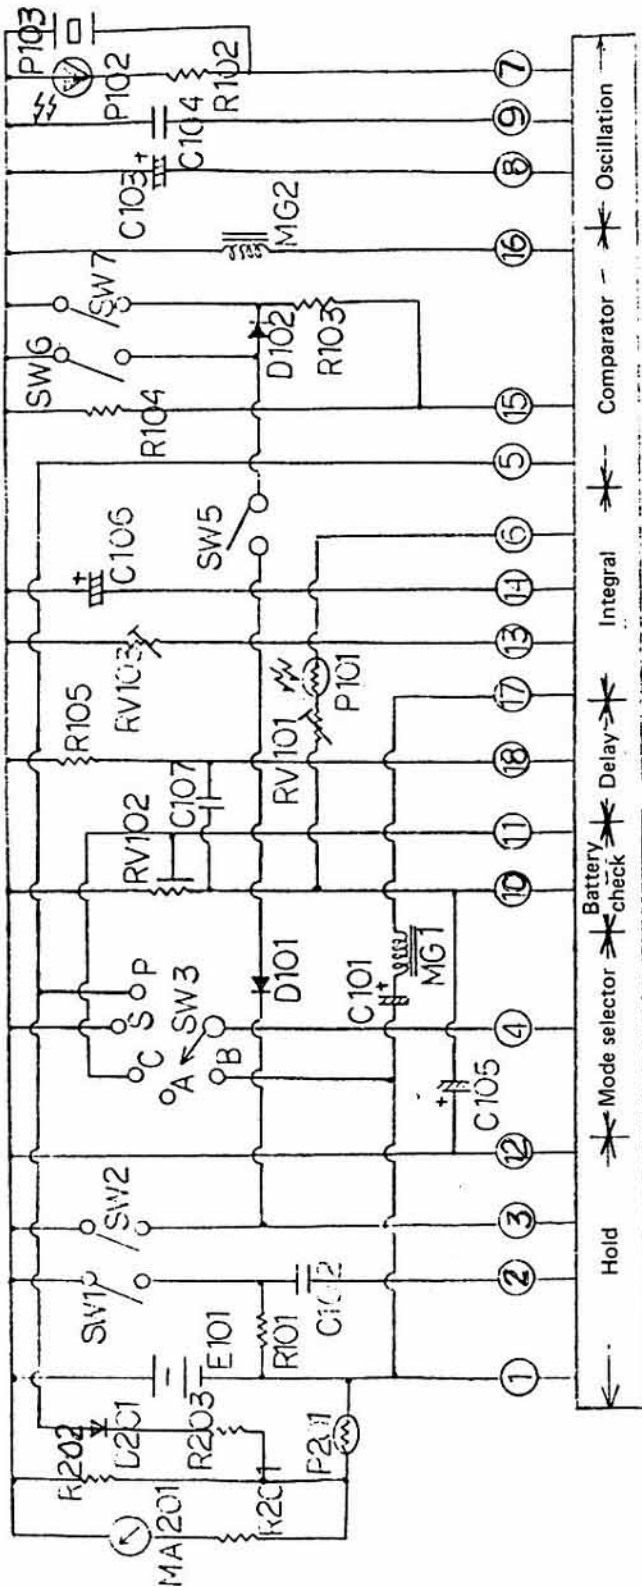 MA201
R201
R202
D201
R203
P201
E101
SW1
R101
C102
SW2
C
S
P
A
SW3
B
C105
D101
C101
MG1
RV102
C107
R105
RV101
RV103
P101
C106
SW5
R104
SW6
SW7
D102
R103
MG2
C103
C104
P103
P102
R102
1 2 3 12 4 10 11 18 17 13 14 6 5 15 16 8 9 7
Hold
Mode selector
Battery
check
Delay
Integral
Comparator
Oscillation